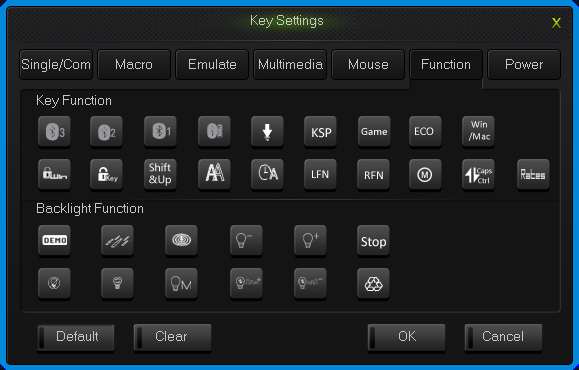 Key Settings
X
Single/Com Macro Emulate Multimedia Mouse Function Power
Key Function
3 2 1 KSP Game ECO Win
/Mac
Win Key Shift
&Up A A A LFN RFN M Caps
Ctrl Rates
Backlight Function
DEMO - + Stop
M + -
Default Clear OK Cancel